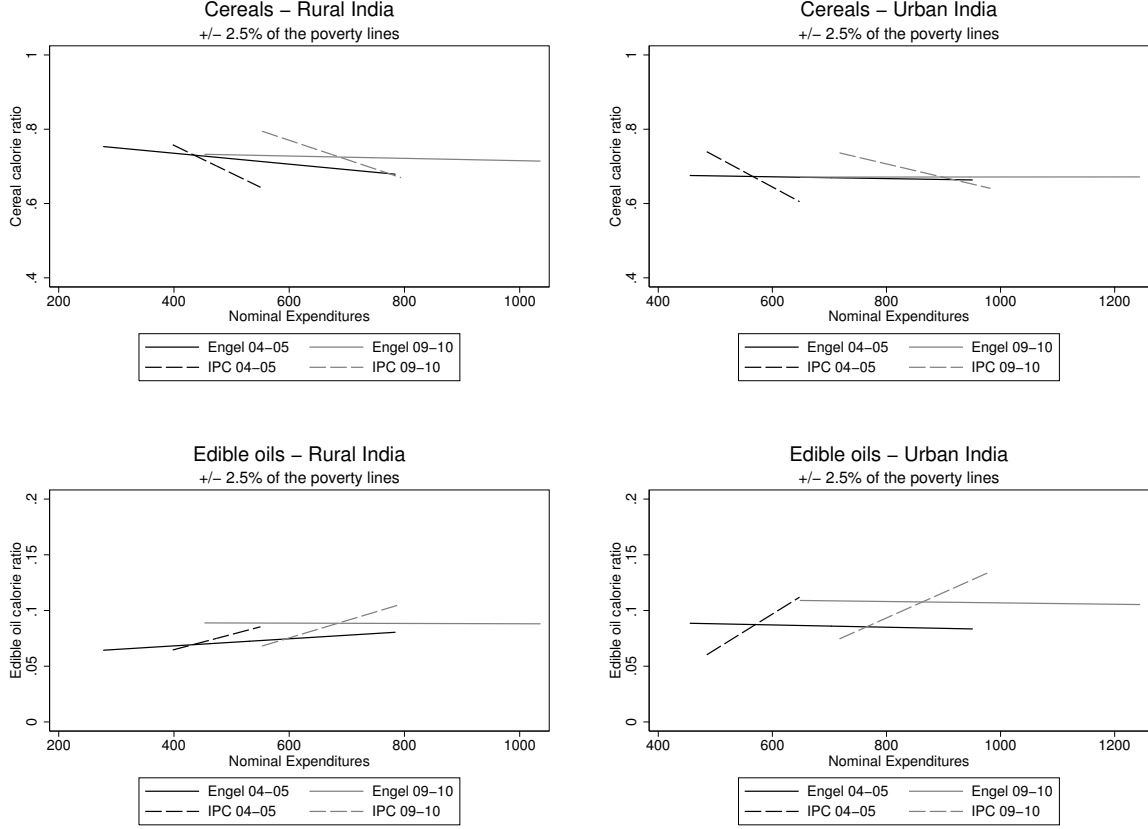 Cereals − Rural India
+/− 2.5% of the poverty lines
Cereal calorie ratio
1
.8
.6
.4
200 400 600 800 1000
Nominal Expenditures
Engel 04−05 Engel 09−10
IPC 04−05 IPC 09−10
Cereals − Urban India
+/− 2.5% of the poverty lines
Cereal calorie ratio
1
.8
.6
.4
400 600 800 1000 1200
Nominal Expenditures
Engel 04−05 Engel 09−10
IPC 04−05 IPC 09−10
Edible oils − Rural India
+/− 2.5% of the poverty lines
Edible oil calorie ratio
.2
.15
.1
.05
0
200 400 600 800 1000
Nominal Expenditures
Engel 04−05 Engel 09−10
IPC 04−05 IPC 09−10
Edible oils − Urban India
+/− 2.5% of the poverty lines
Edible oil calorie ratio
.2
.15
.1
.05
0
400 600 800 1000 1200
Nominal Expenditures
Engel 04−05 Engel 09−10
IPC 04−05 IPC 09−10